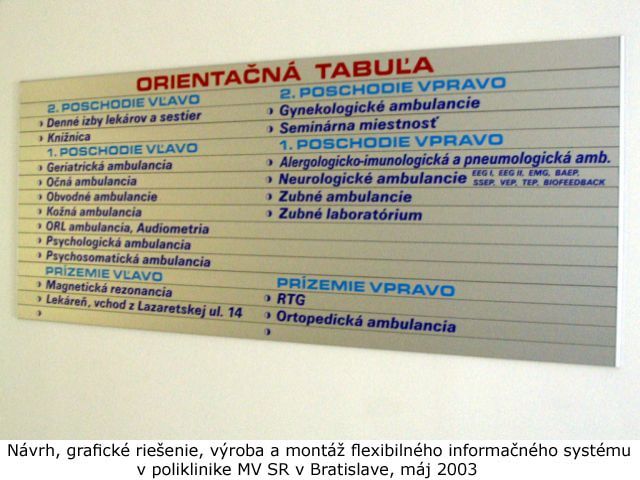 ORIENTAČNÁ TABUĽA
2. POSCHODIE VĽAVO
Denné izby lekárov a sestier
Knižnica
1. POSCHODIE VĽAVO
Geriatrická ambulancia
Očná ambulancia
Obvodné ambulancie
Kožná ambulancia
ORL ambulancia, Audiometria
Psychologická ambulancia
Psychosomatická ambulancia
PRÍZEMIE VĽAVO
Magnetická rezonancia
Lekáreň, vchod z Lazaretskej ul. 14
2. POSCHODIE VPRAVO
Gynekologické ambulancie
Seminárna miestnosť
1. POSCHODIE VPRAVO
Alergologicko-imunologická a pneumologická amb.
Neurologické ambulancie EEG I, EEG II, EMG, BAEP,
SSEP, VEP, TEP, BIOFEEDBACK
Zubné ambulancie
Zubné laboratórium
PRÍZEMIE VPRAVO
RTG
Ortopedická ambulancia
Návrh, grafické riešenie, výroba a montáž flexibilného informačného systému
v poliklinike MV SR v Bratislave, máj 2003